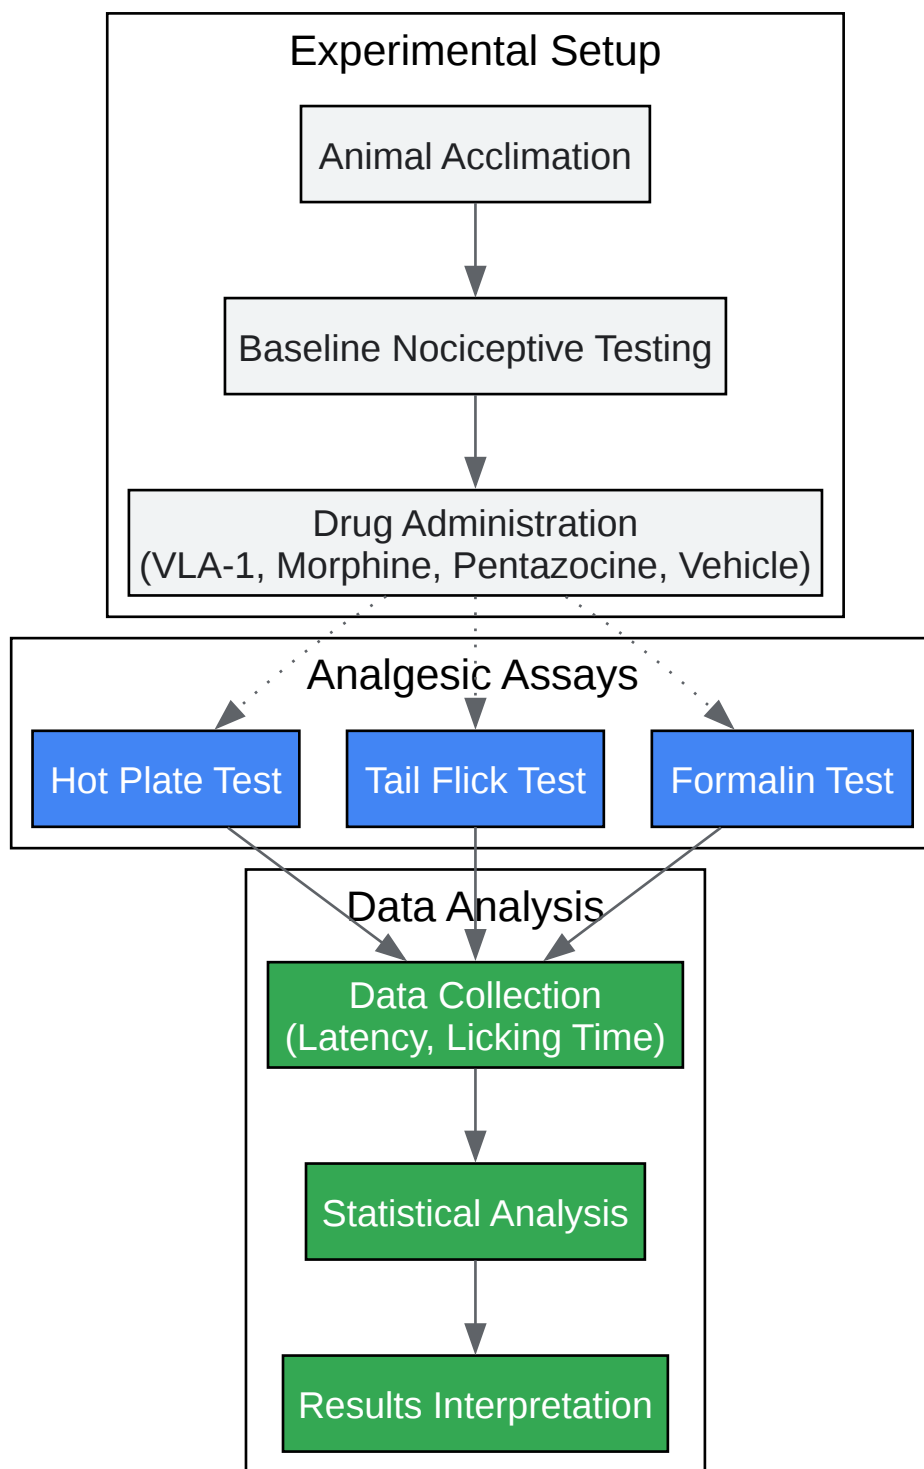 Experimental Setup
Animal Acclimation
Baseline Nociceptive Testing
Drug Administration
(VLA-1, Morphine, Pentazocine, Vehicle)
Analgesic Assays
Hot Plate Test
Tail Flick Test
Formalin Test
Data Analysis
Data Collection
(Latency, Licking Time)
Statistical Analysis
Results Interpretation